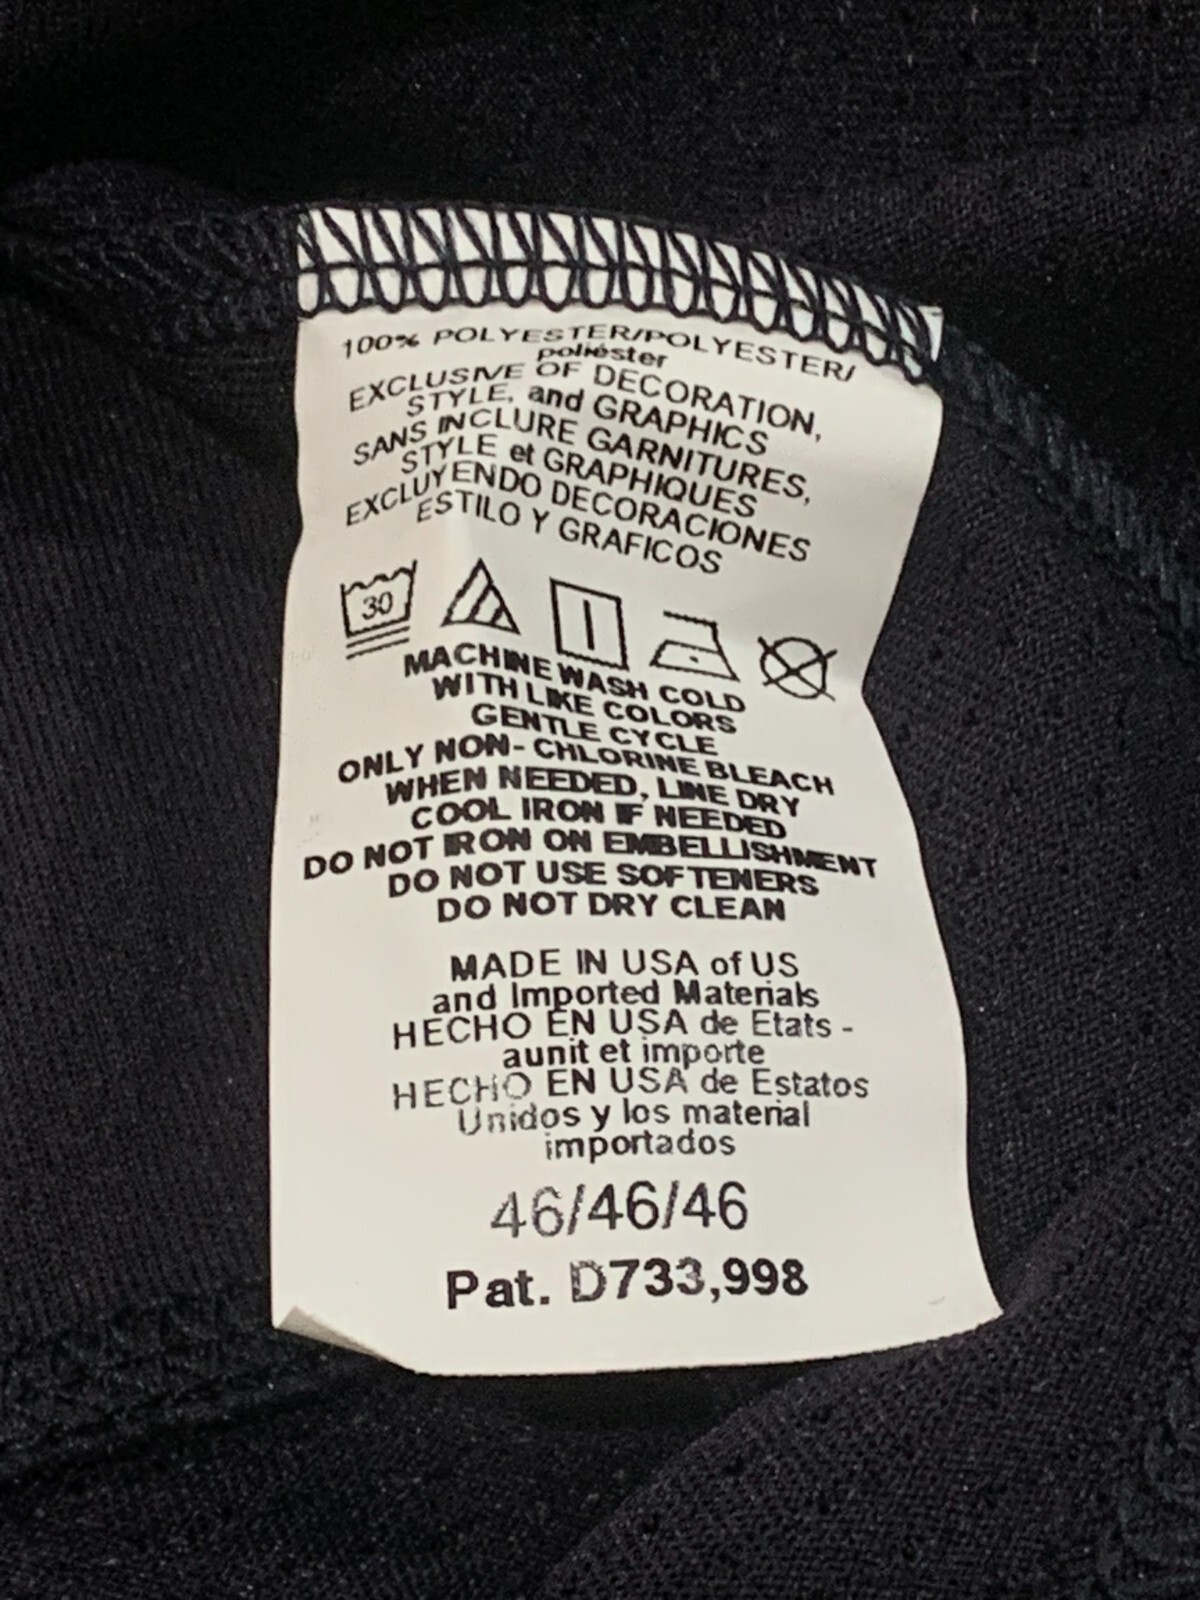 100% POLYESTER/POLYESTER/
poliéster
EXCLUSIVE OF DECORATION,
STYLE, and GRAPHICS
SANS INCLURE GARNITURES,
STYLE et GRAPHIQUES
EXCLUYENDO DECORACIONES
ESTILO Y GRAFICOS
30
MACHINE WASH COLD
WITH LIKE COLORS
GENTLE CYCLE
ONLY NON- CHLORINE BLEACH
WHEN NEEDED, LINE DRY
COOL IRON IF NEEDED
DO NOT IRON ON EMBELLISHMENT
DO NOT USE SOFTENERS
DO NOT DRY CLEAN
MADE IN USA of US
and Imported Materials
HECHO EN USA de Etats -
aunit et importe
HECHO EN USA de Estatos
Unidos y los material
importados
46/46/46
Pat. D733,998